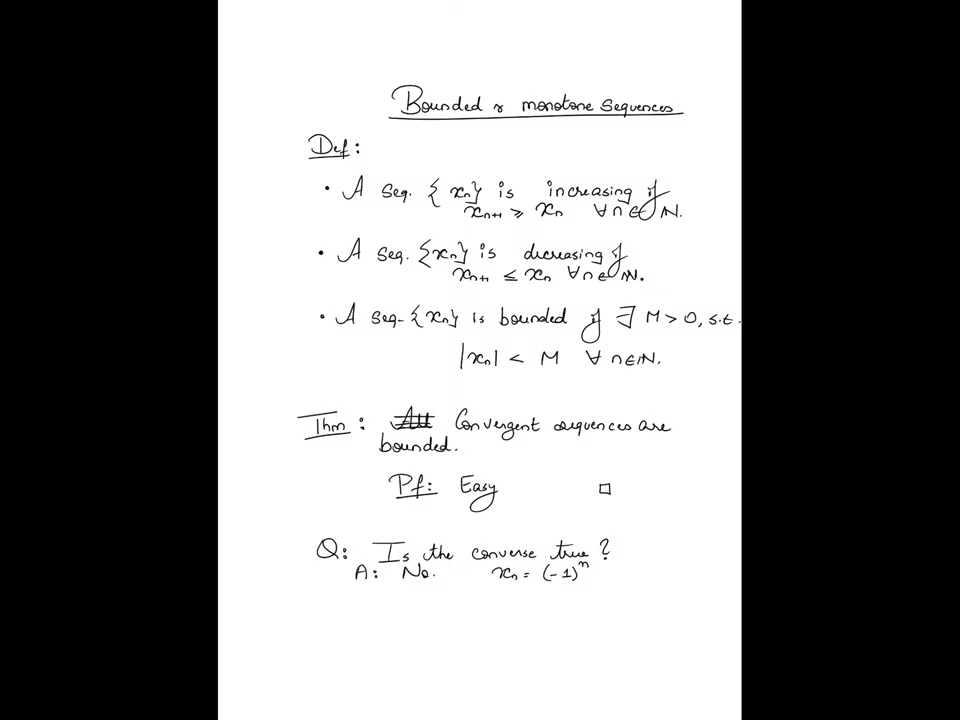 Bounded & monotone sequences
Def:
• A seq. {xₙ} is increasing if
xₙ₊₁ ≥ xₙ ∀n∈ℕ.
• A seq. {xₙ} is decreasing if
xₙ₊₁ ≤ xₙ ∀n∈ℕ.
• A seq. {xₙ} is bounded if ∃ M > 0, s.t.
|xₙ| < M ∀ n∈ℕ.
Thm: Convergent sequences are
bounded.
Pf: Easy □
Q: Is the converse true?
A: No. xₙ = (-1)ⁿ